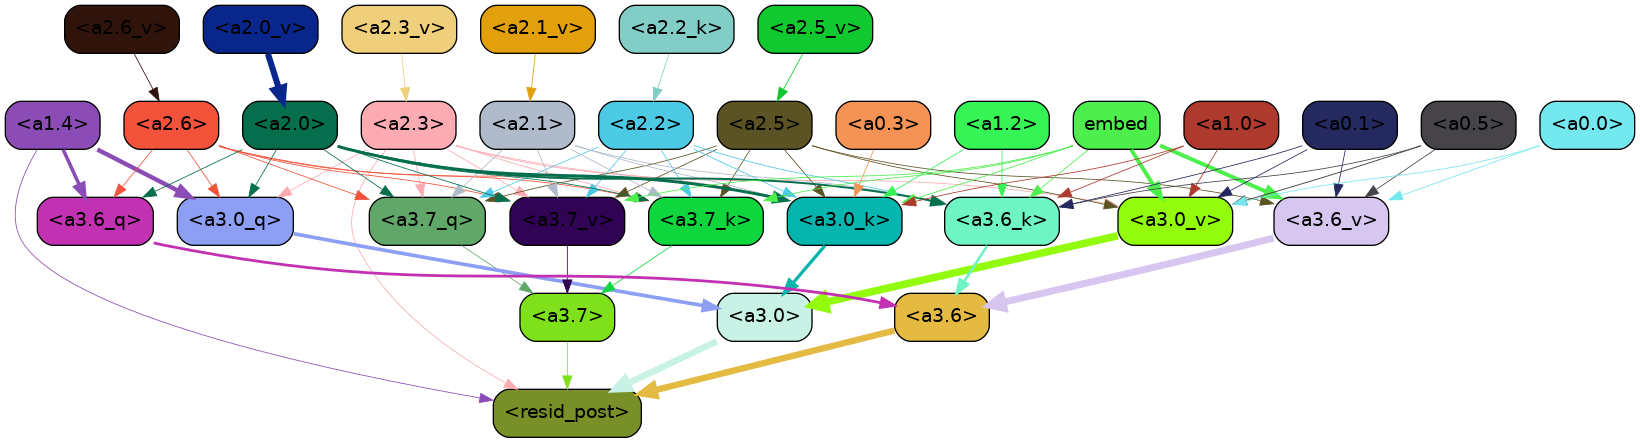 <a2.6_v> <a2.0_v> <a2.3_v> <a2.1_v> <a2.2_k> <a2.5_v>
<a1.4> <a2.6> <a2.0> <a2.3> <a2.1> <a2.2> <a2.5> <a0.3> <a1.2> embed <a1.0> <a0.1> <a0.5> <a0.0>
<a3.6_q> <a3.0_q> <a3.7_q> <a3.7_v> <a3.7_k> <a3.0_k> <a3.6_k> <a3.0_v> <a3.6_v>
<a3.7> <a3.0> <a3.6>
<resid_post>